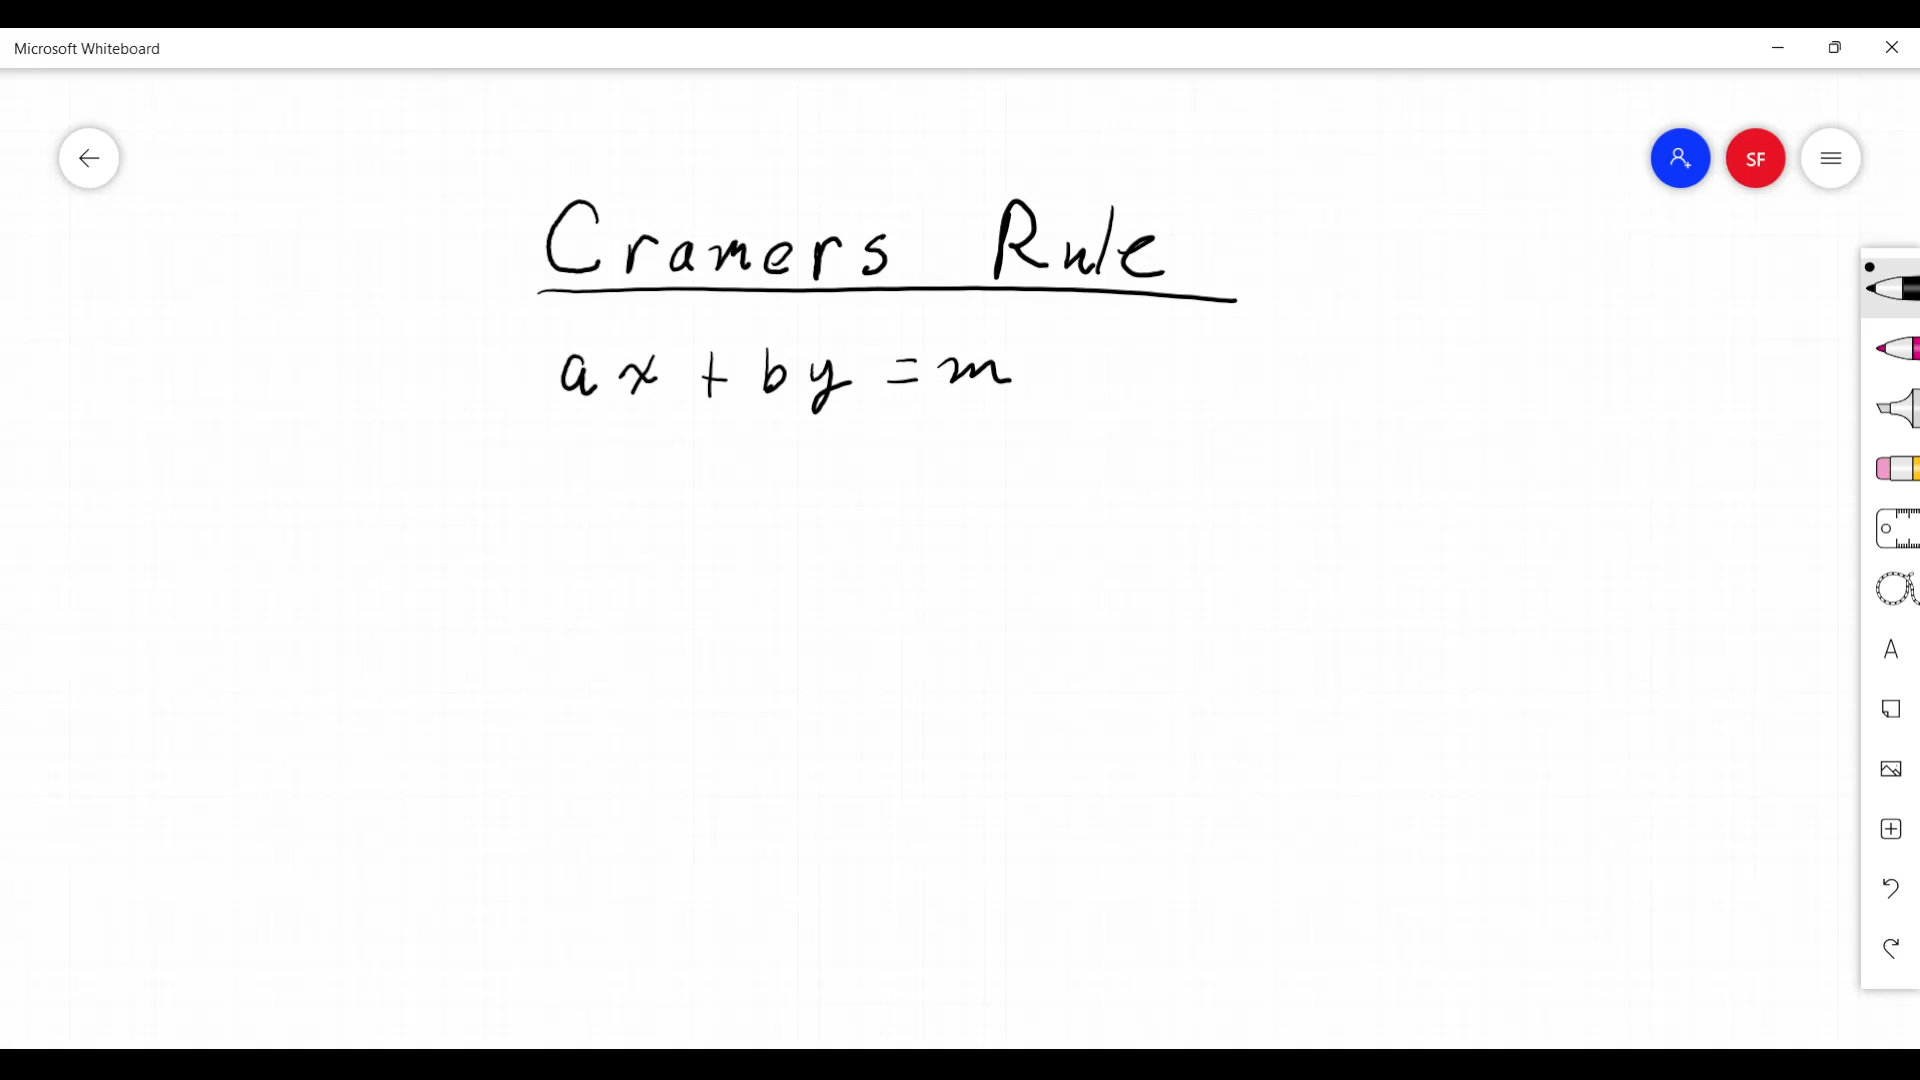 Microsoft Whiteboard
SF
Cramers Rule
ax + by = m
A